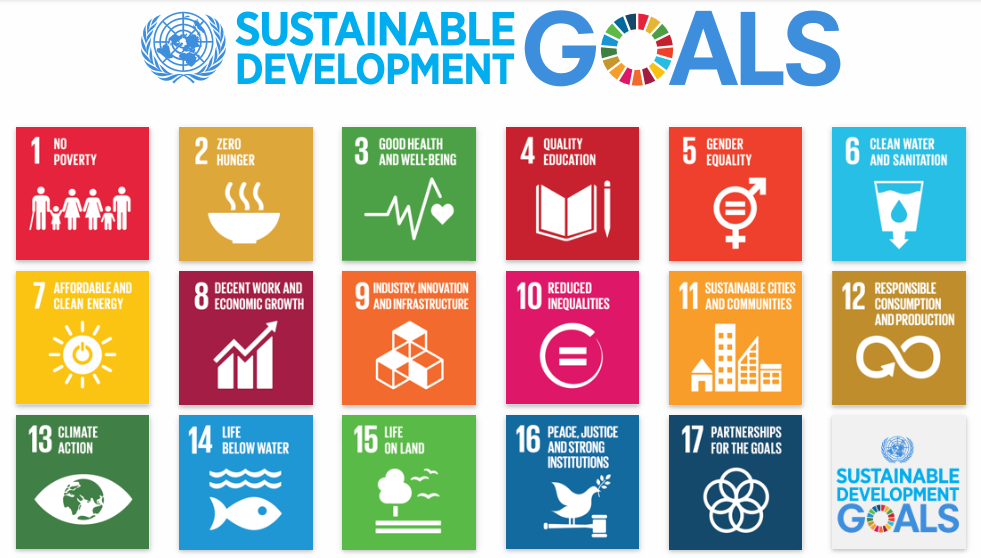 SUSTAINABLE
DEVELOPMENT
GOALS
1 NO
POVERTY
2 ZERO
HUNGER
3 GOOD HEALTH
AND WELL-BEING
4 QUALITY
EDUCATION
5 GENDER
EQUALITY
6 CLEAN WATER
AND SANITATION
7 AFFORDABLE AND
CLEAN ENERGY
8 DECENT WORK AND
ECONOMIC GROWTH
9 INDUSTRY, INNOVATION
AND INFRASTRUCTURE
10 REDUCED
INEQUALITIES
11 SUSTAINABLE CITIES
AND COMMUNITIES
12 RESPONSIBLE
CONSUMPTION
AND PRODUCTION
13 CLIMATE
ACTION
14 LIFE
BELOW WATER
15 LIFE
ON LAND
16 PEACE, JUSTICE
AND STRONG
INSTITUTIONS
17 PARTNERSHIPS
FOR THE GOALS
SUSTAINABLE
DEVELOPMENT
GOALS